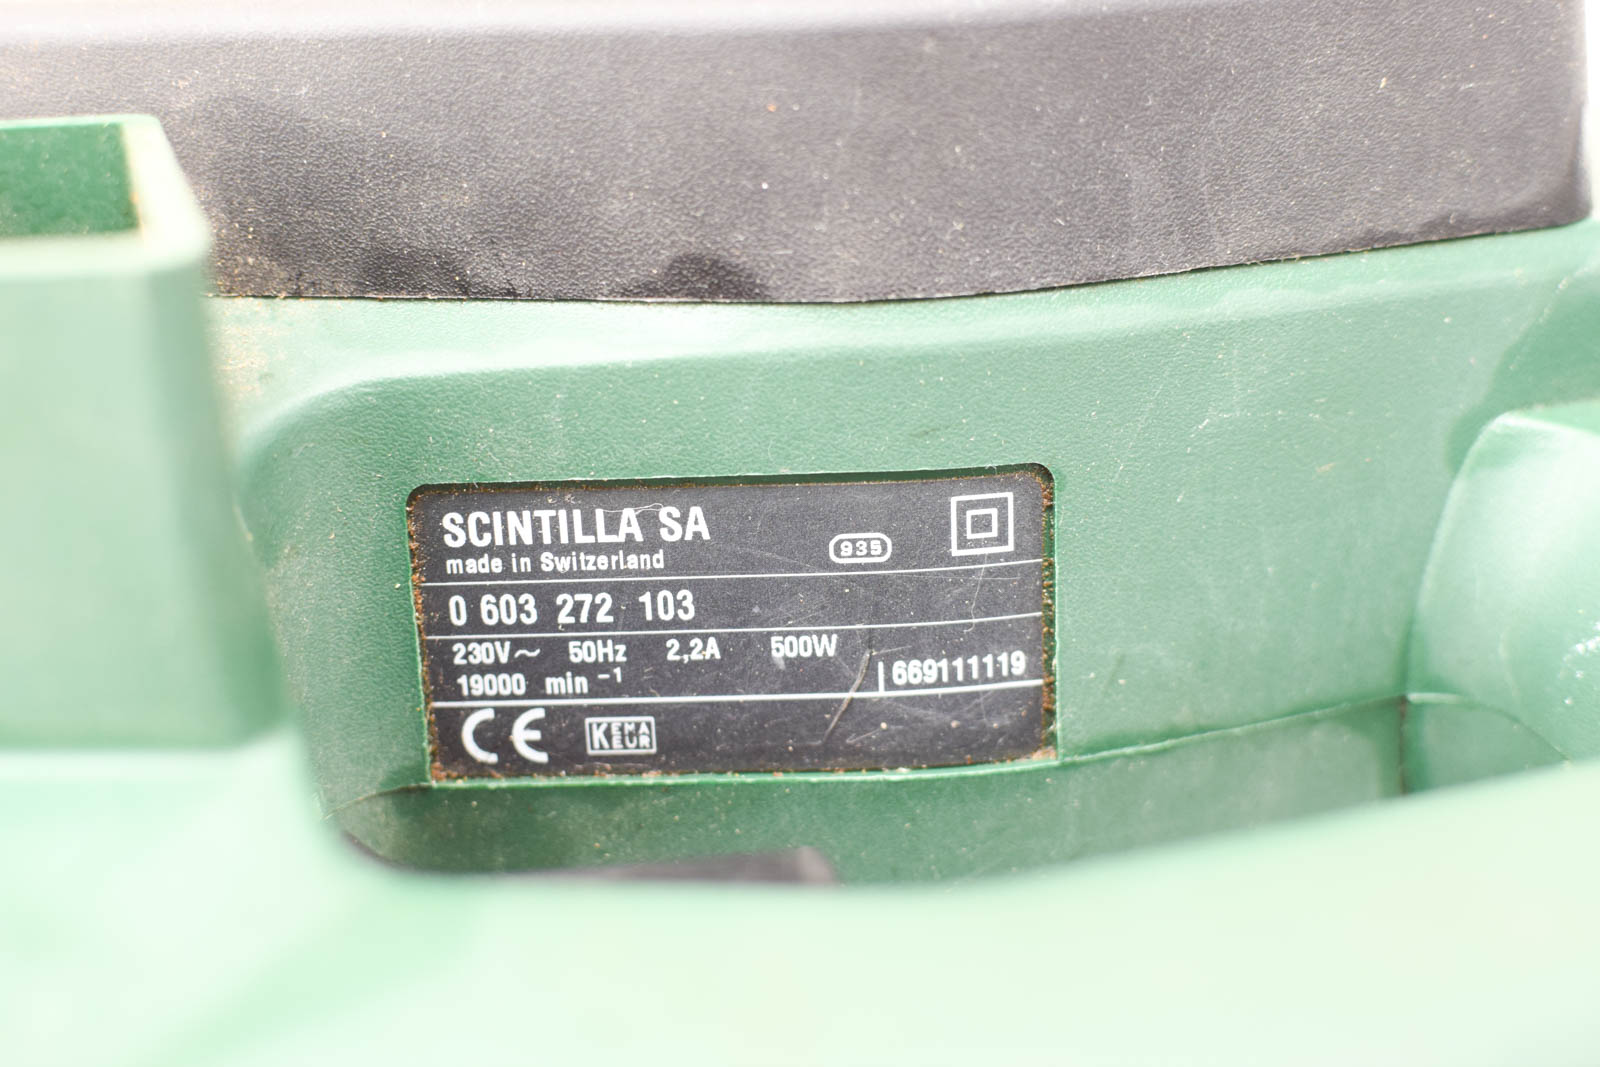 SCINTILLA SA
made in Switzerland
935
0 603 272 103
230V~ 50Hz 2,2A 500W
19000 min⁻¹
669111119
CE
KEMA
EUR